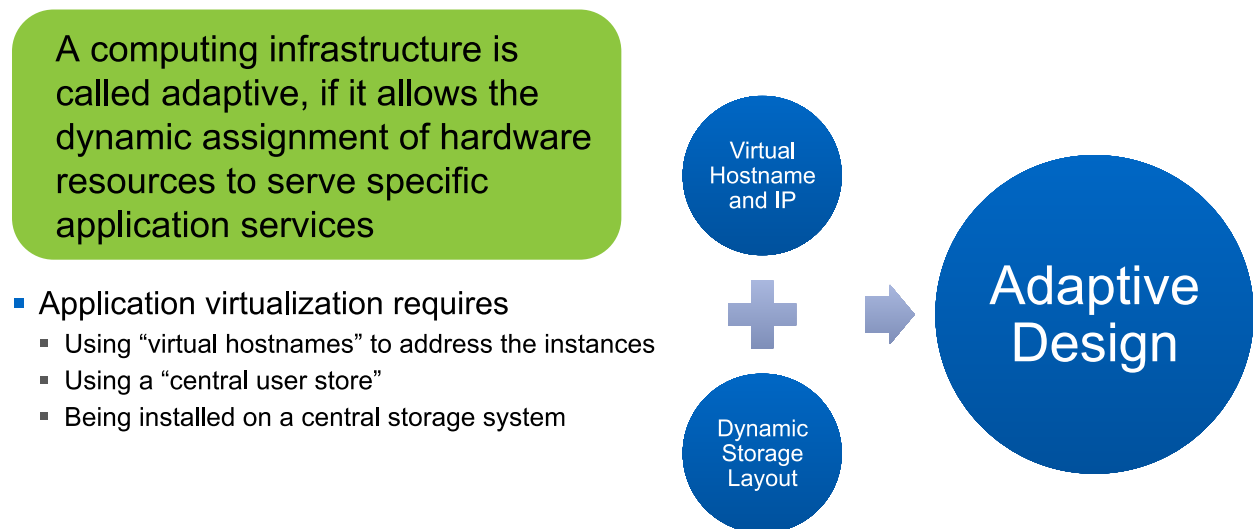 A computing infrastructure is
called adaptive, if it allows the
dynamic assignment of hardware
resources to serve specific
application services
Application virtualization requires
Using “virtual hostnames” to address the instances
Using a “central user store”
Being installed on a central storage system
Virtual
Hostname
and IP
Dynamic
Storage
Layout
Adaptive
Design